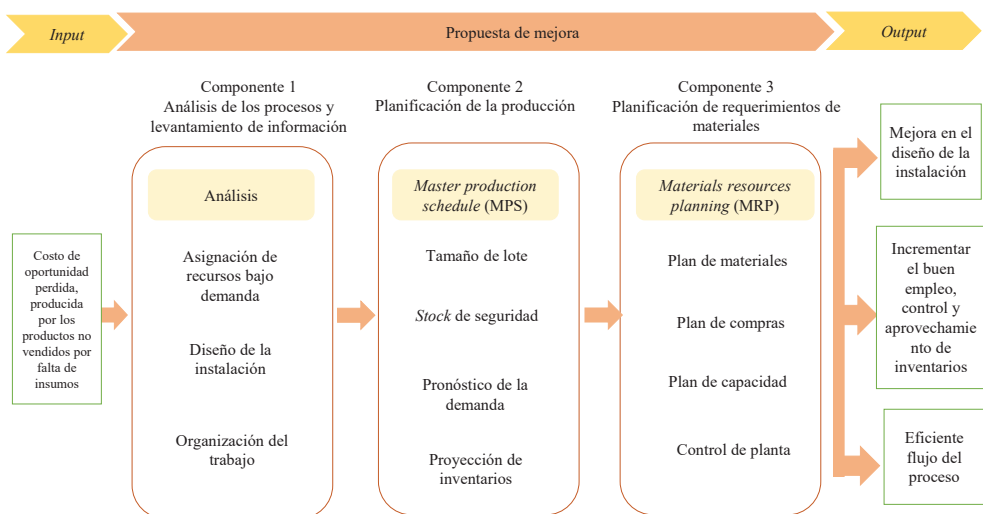 Input
Propuesta de mejora
Output
Componente 1
Análisis de los procesos y
levantamiento de información
Componente 2
Planificación de la producción
Componente 3
Planificación de requerimientos de
materiales
Costo de
oportunidad
perdida,
producida
por los
productos no
vendidos por
falta de
insumos
Análisis
Asignación de
recursos bajo
demanda
Diseño de la
instalación
Organización del
trabajo
Master production
schedule (MPS)
Tamaño de lote
Stock de seguridad
Pronóstico de la
demanda
Proyección de
inventarios
Materials resources
planning (MRP)
Plan de materiales
Plan de compras
Plan de capacidad
Control de planta
Mejora en el
diseño de la
instalación
Incrementar
el buen
empleo,
control y
aprovechamie
nto de
inventarios
Eficiente
flujo del
proceso